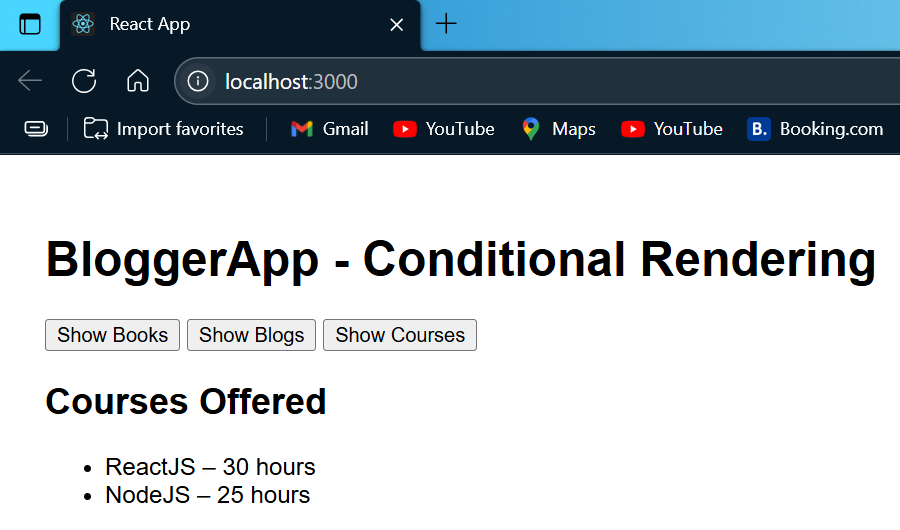 React App
localhost:3000
Import favorites Gmail YouTube Maps YouTube B. Booking.com
BloggerApp - Conditional Rendering
Show Books Show Blogs Show Courses
Courses Offered
• ReactJS – 30 hours
• NodeJS – 25 hours